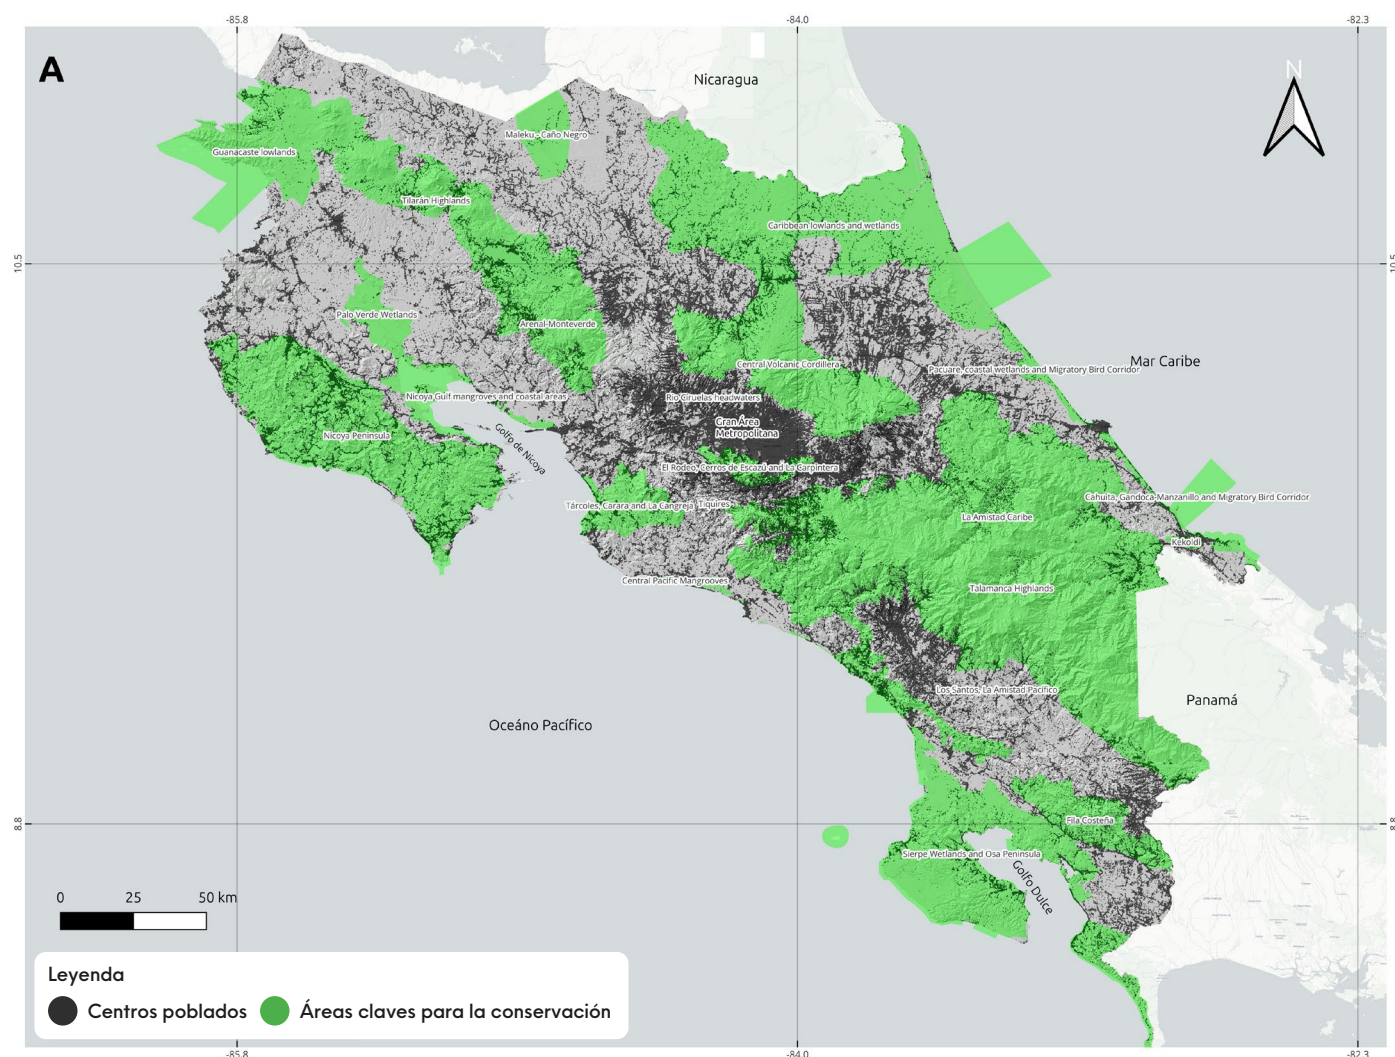 -85.8
-84.0
-82.3
A
N
Nicaragua
Maleku - Caño Negro
Guanacaste lowlands
Tilarán Highlands
Caribbean lowlands and wetlands
10.5
10.5
Palo Verde Wetlands
Arenal-Monteverde
Central Volcanic Cordillera
Mar Caribe
Pacuare, coastal wetlands and Migratory Bird Corridor
Nicoya Gulf mangroves and coastal areas
Río Ciruelas headwaters
Gran Área
Metropolitana
Nicoya Peninsula
Golfo de Nicoya
El Rodeo, Cerros de Escazú and La Carpintera
Cahuita, Gandoca-Manzanillo and Migratory Bird Corridor
Tárcoles, Carara and La Cangreja
Tiquires
La Amistad Caribe
Kekoldi
Central Pacific Mangrooves
Talamanca Highlands
Los Santos, La Amistad Pacifico
Panamá
Oceáno Pacífico
8.8
8.8
Fila Costeña
Sierpe Wetlands and Osa Peninsula
Golfo Dulce
0 25 50 km
Leyenda
Centros poblados
Áreas claves para la conservación
-85.8
-84.0
-82.3